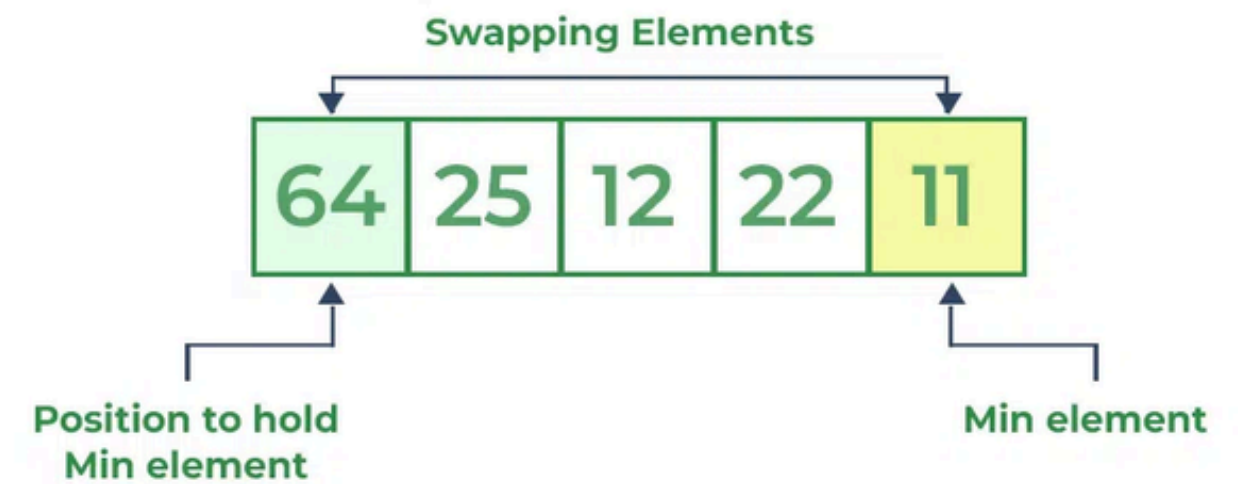 Swapping Elements
64 25 12 22 11
Position to hold
Min element
Min element